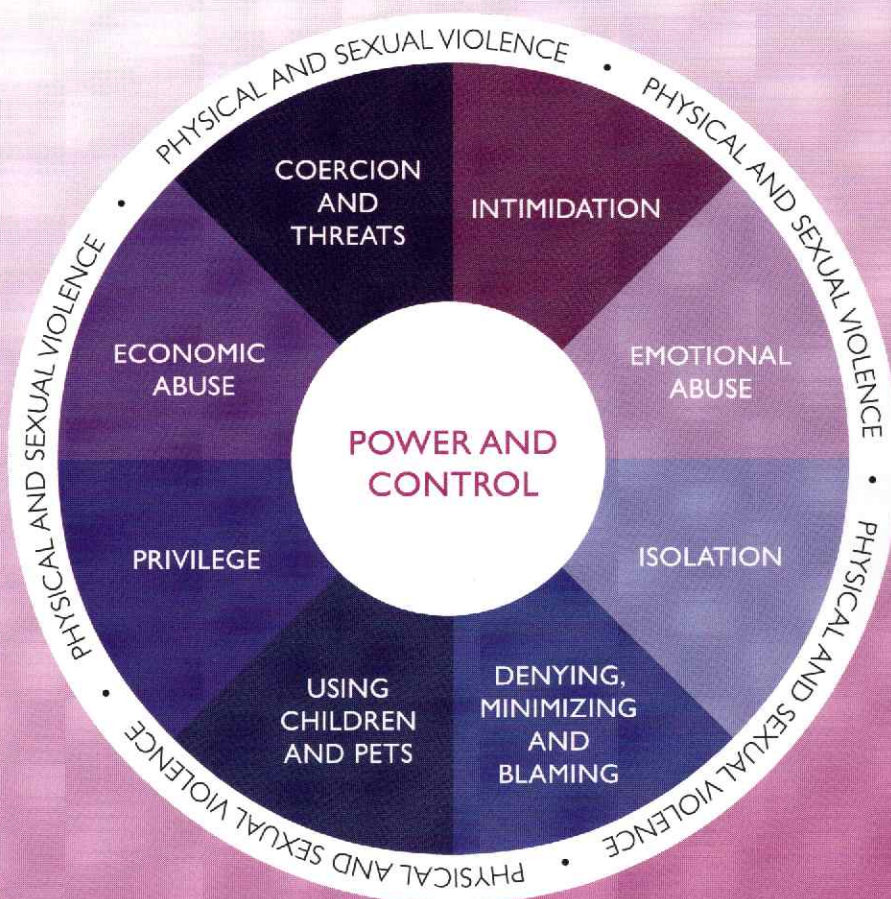 PHYSICAL AND SEXUAL VIOLENCE •
PHYSICAL AND SEXUAL VIOLENCE •
PHYSICAL AND SEXUAL VIOLENCE •
PHYSICAL AND SEXUAL VIOLENCE •
PHYSICAL AND SEXUAL VIOLENCE •
COERCION
AND
THREATS
INTIMIDATION
EMOTIONAL
ABUSE
ISOLATION
DENYING,
MINIMIZING
AND
BLAMING
USING
CHILDREN
AND PETS
PRIVILEGE
ECONOMIC
ABUSE
POWER AND
CONTROL